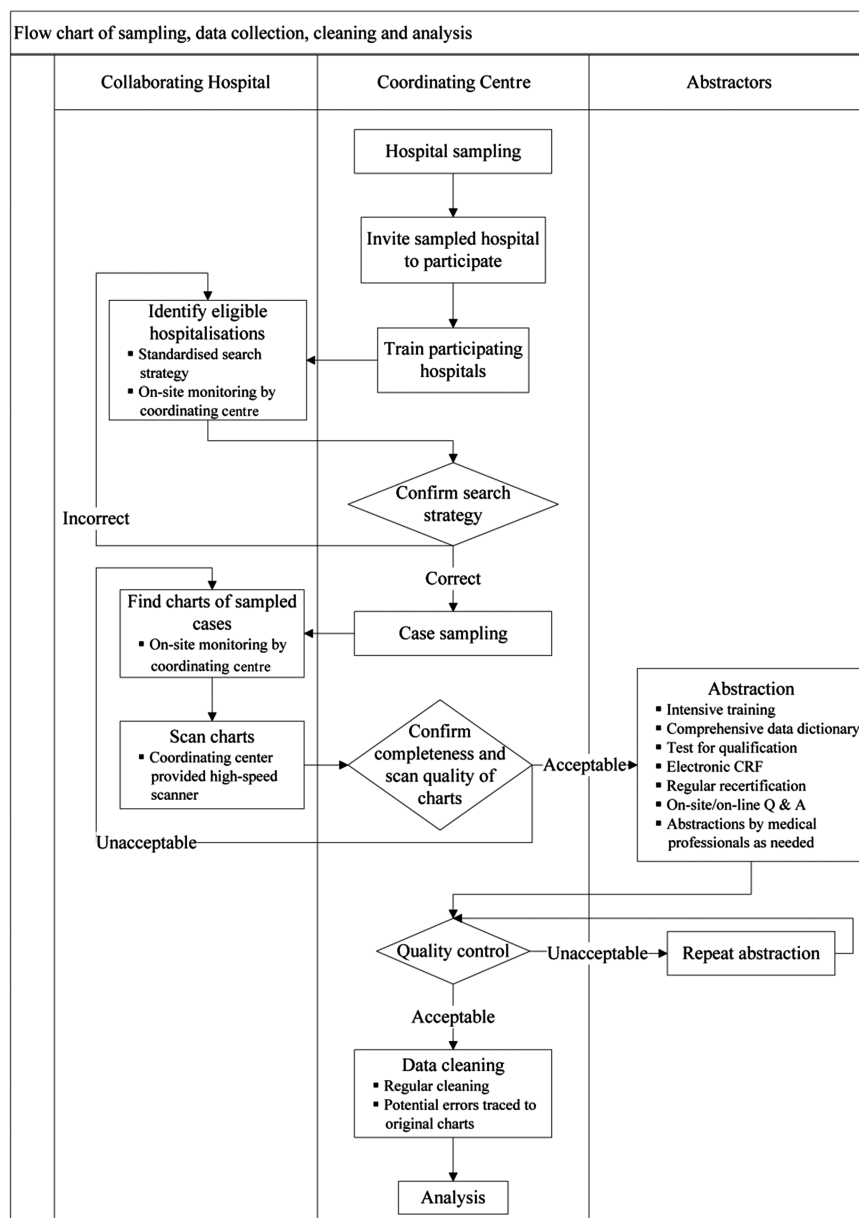 Flow chart of sampling, data collection, cleaning and analysis
Collaborating Hospital
Coordinating Centre
Abstractors
Hospital sampling
Invite sampled hospital
to participate
Identify eligible
hospitalisations
▪ Standardised search
strategy
▪ On-site monitoring by
coordinating centre
Train participating
hospitals
Confirm search
strategy
Incorrect
Correct
Find charts of sampled
cases
▪ On-site monitoring by
coordinating centre
Case sampling
Scan charts
▪ Coordinating center
provided high-speed
scanner
Confirm
completeness and
scan quality of
charts
Acceptable
Unacceptable
Abstraction
▪ Intensive training
▪ Comprehensive data dictionary
▪ Test for qualification
▪ Electronic CRF
▪ Regular recertification
▪ On-site/on-line Q & A
▪ Abstractions by medical
professionals as needed
Quality control
Unacceptable
Repeat abstraction
Acceptable
Data cleaning
▪ Regular cleaning
▪ Potential errors traced to
original charts
Analysis